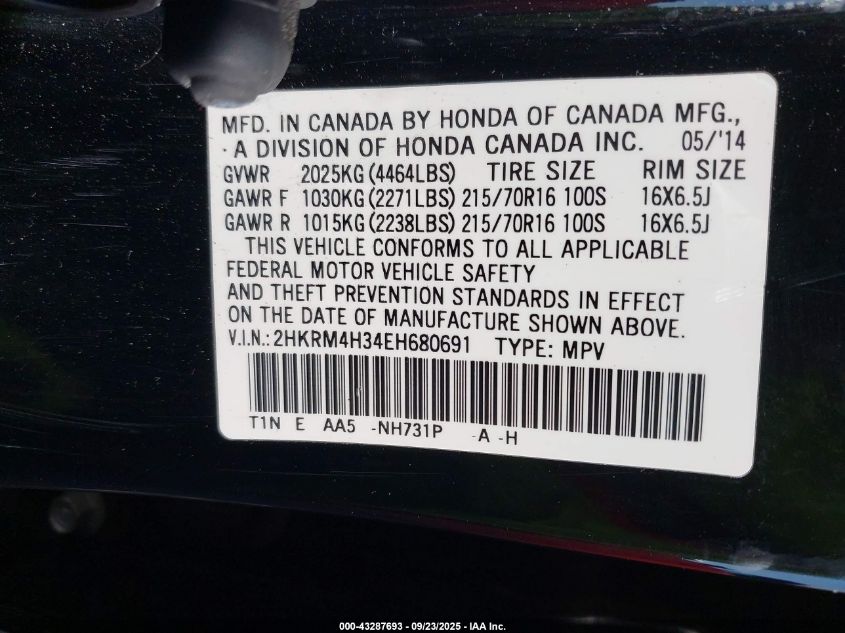 MFD. IN CANADA BY HONDA OF CANADA MFG.,
A DIVISION OF HONDA CANADA INC. 05/'14
GVWR 2025KG (4464LBS) TIRE SIZE RIM SIZE
GAWR F 1030KG (2271LBS) 215/70R16 100S 16X6.5J
GAWR R 1015KG (2238LBS) 215/70R16 100S 16X6.5J
THIS VEHICLE CONFORMS TO ALL APPLICABLE
FEDERAL MOTOR VEHICLE SAFETY
AND THEFT PREVENTION STANDARDS IN EFFECT
ON THE DATE OF MANUFACTURE SHOWN ABOVE.
V.I.N.: 2HKRM4H34EH680691 TYPE: MPV
T1N E AA5 -NH731P -A -H
000-43287693 - 09/23/2025 - IAA Inc.